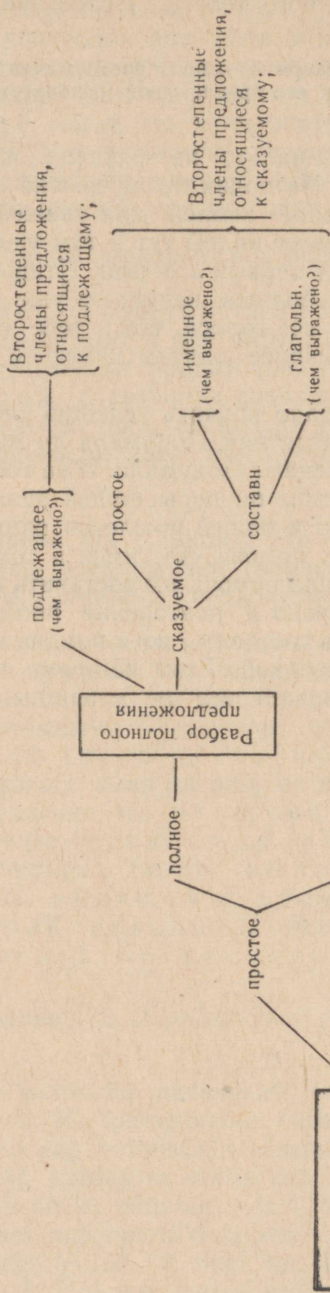 простое
полное
Разбор полного
предложения
подлежащее
(чем выражено?)
Второстепенные
члены предложения,
относящиеся
к подлежащему;
сказуемое
простое
составн
именное
(чем выражено?)
глагольн.
(чем выражено?)
Второстепенные
члены предложения,
относящиеся
к сказуемому;